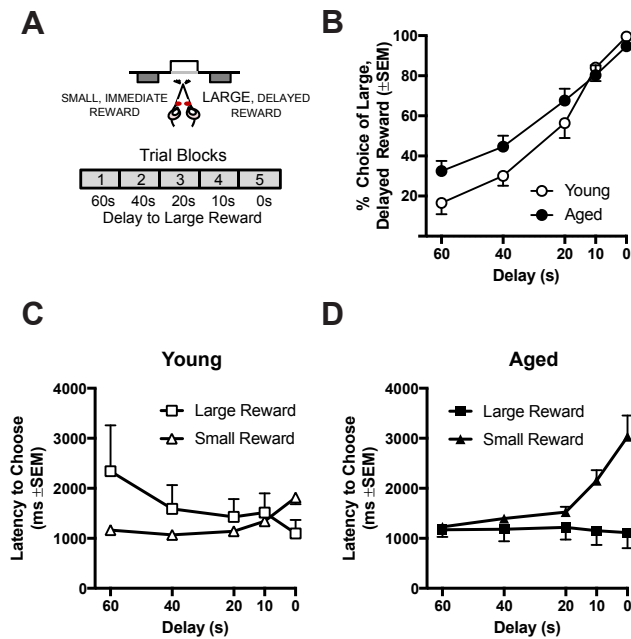 A
SMALL, IMMEDIATE
REWARD
LARGE, DELAYED
REWARD
Trial Blocks
1 2 3 4 5
60s 40s 20s 10s 0s
Delay to Large Reward
B
% Choice of Large,
Delayed Reward (±SEM)
100
80
60
40
20
Young
Aged
60 40 20 10 0
Delay (s)
C
Young
Latency to Choose
(ms ±SEM)
4000
3000
2000
1000
0
Large Reward
Small Reward
60 40 20 10 0
Delay (s)
D
Aged
Latency to Choose
(ms ±SEM)
4000
3000
2000
1000
0
Large Reward
Small Reward
60 40 20 10 0
Delay (s)